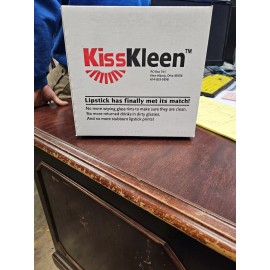 KissKleen™
Lipstick has finally met its match!
No more wiping glass rims to make sure they are clean.
No more returned drinks in dirty glasses.
And no more stubborn lipstick prints!